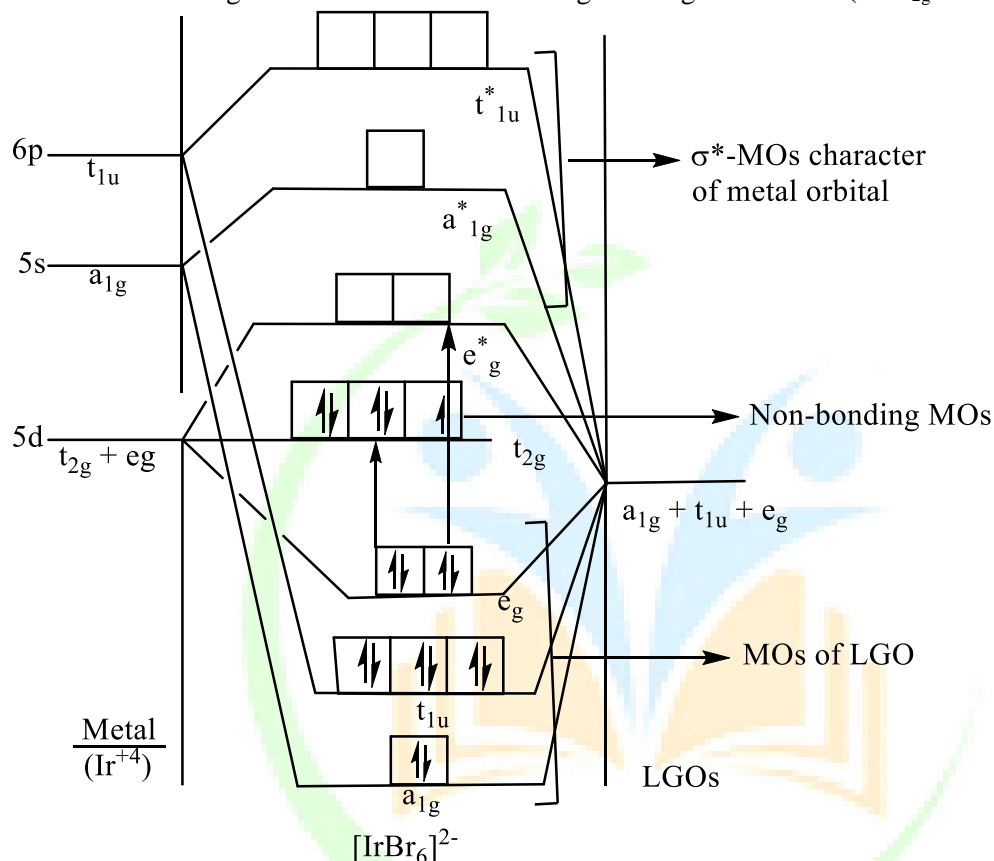 t*1u
6p
t1u
σ*-MOs character
of metal orbital
a*1g
5s
a1g
e*g
Non-bonding MOs
5d
t2g + eg
t2g
a1g + t1u + eg
eg
MOs of LGO
t1u
Metal
(Ir+4)
LGOs
a1g
[IrBr6]2-